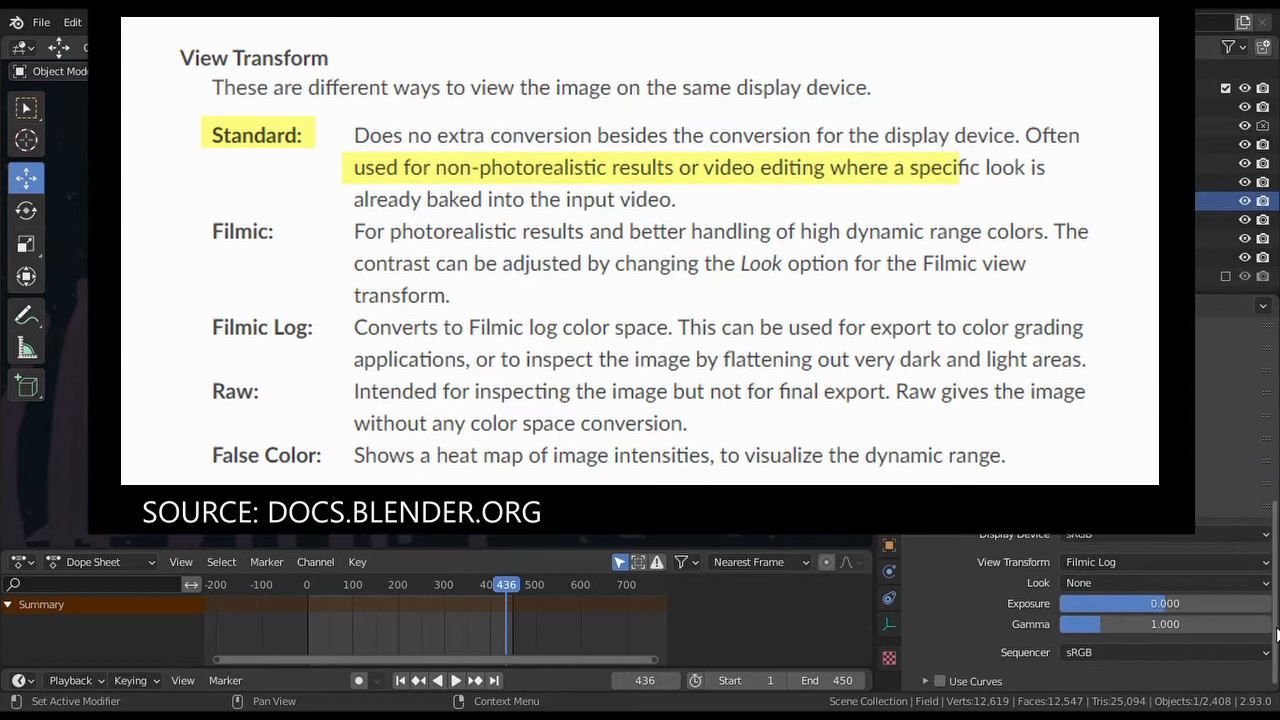 File
Edit
View Transform
These are different ways to view the image on the same display device.
Object Mod
Standard: Does no extra conversion besides the conversion for the display device. Often
used for non-photorealistic results or video editing where a specific look is
already baked into the input video.
Filmic: For photorealistic results and better handling of high dynamic range colors. The
contrast can be adjusted by changing the Look option for the Filmic view
transform.
Filmic Log: Converts to Filmic log color space. This can be used for export to color grading
applications, or to inspect the image by flattening out very dark and light areas.
Raw: Intended for inspecting the image but not for final export. Raw gives the image
without any color space conversion.
False Color: Shows a heat map of image intensities, to visualize the dynamic range.
SOURCE: DOCS.BLENDER.ORG
Display Device sRGB
Dope Sheet View Select Marker Channel Key Nearest Frame
View Transform Filmic Log
-200 -100 0 100 200 300 40 436 500 600 700
Look None
Summary
Exposure 0.000
Gamma 1.000
Sequencer sRGB
Playback Keying View Marker 436 Start 1 End 450
Use Curves
Set Active Modifier Pan View Context Menu Scene Collection | Field | Verts:12,619 | Faces:12,547 | Tris:25,094 | Objects:1/2,408 | 2.93.0